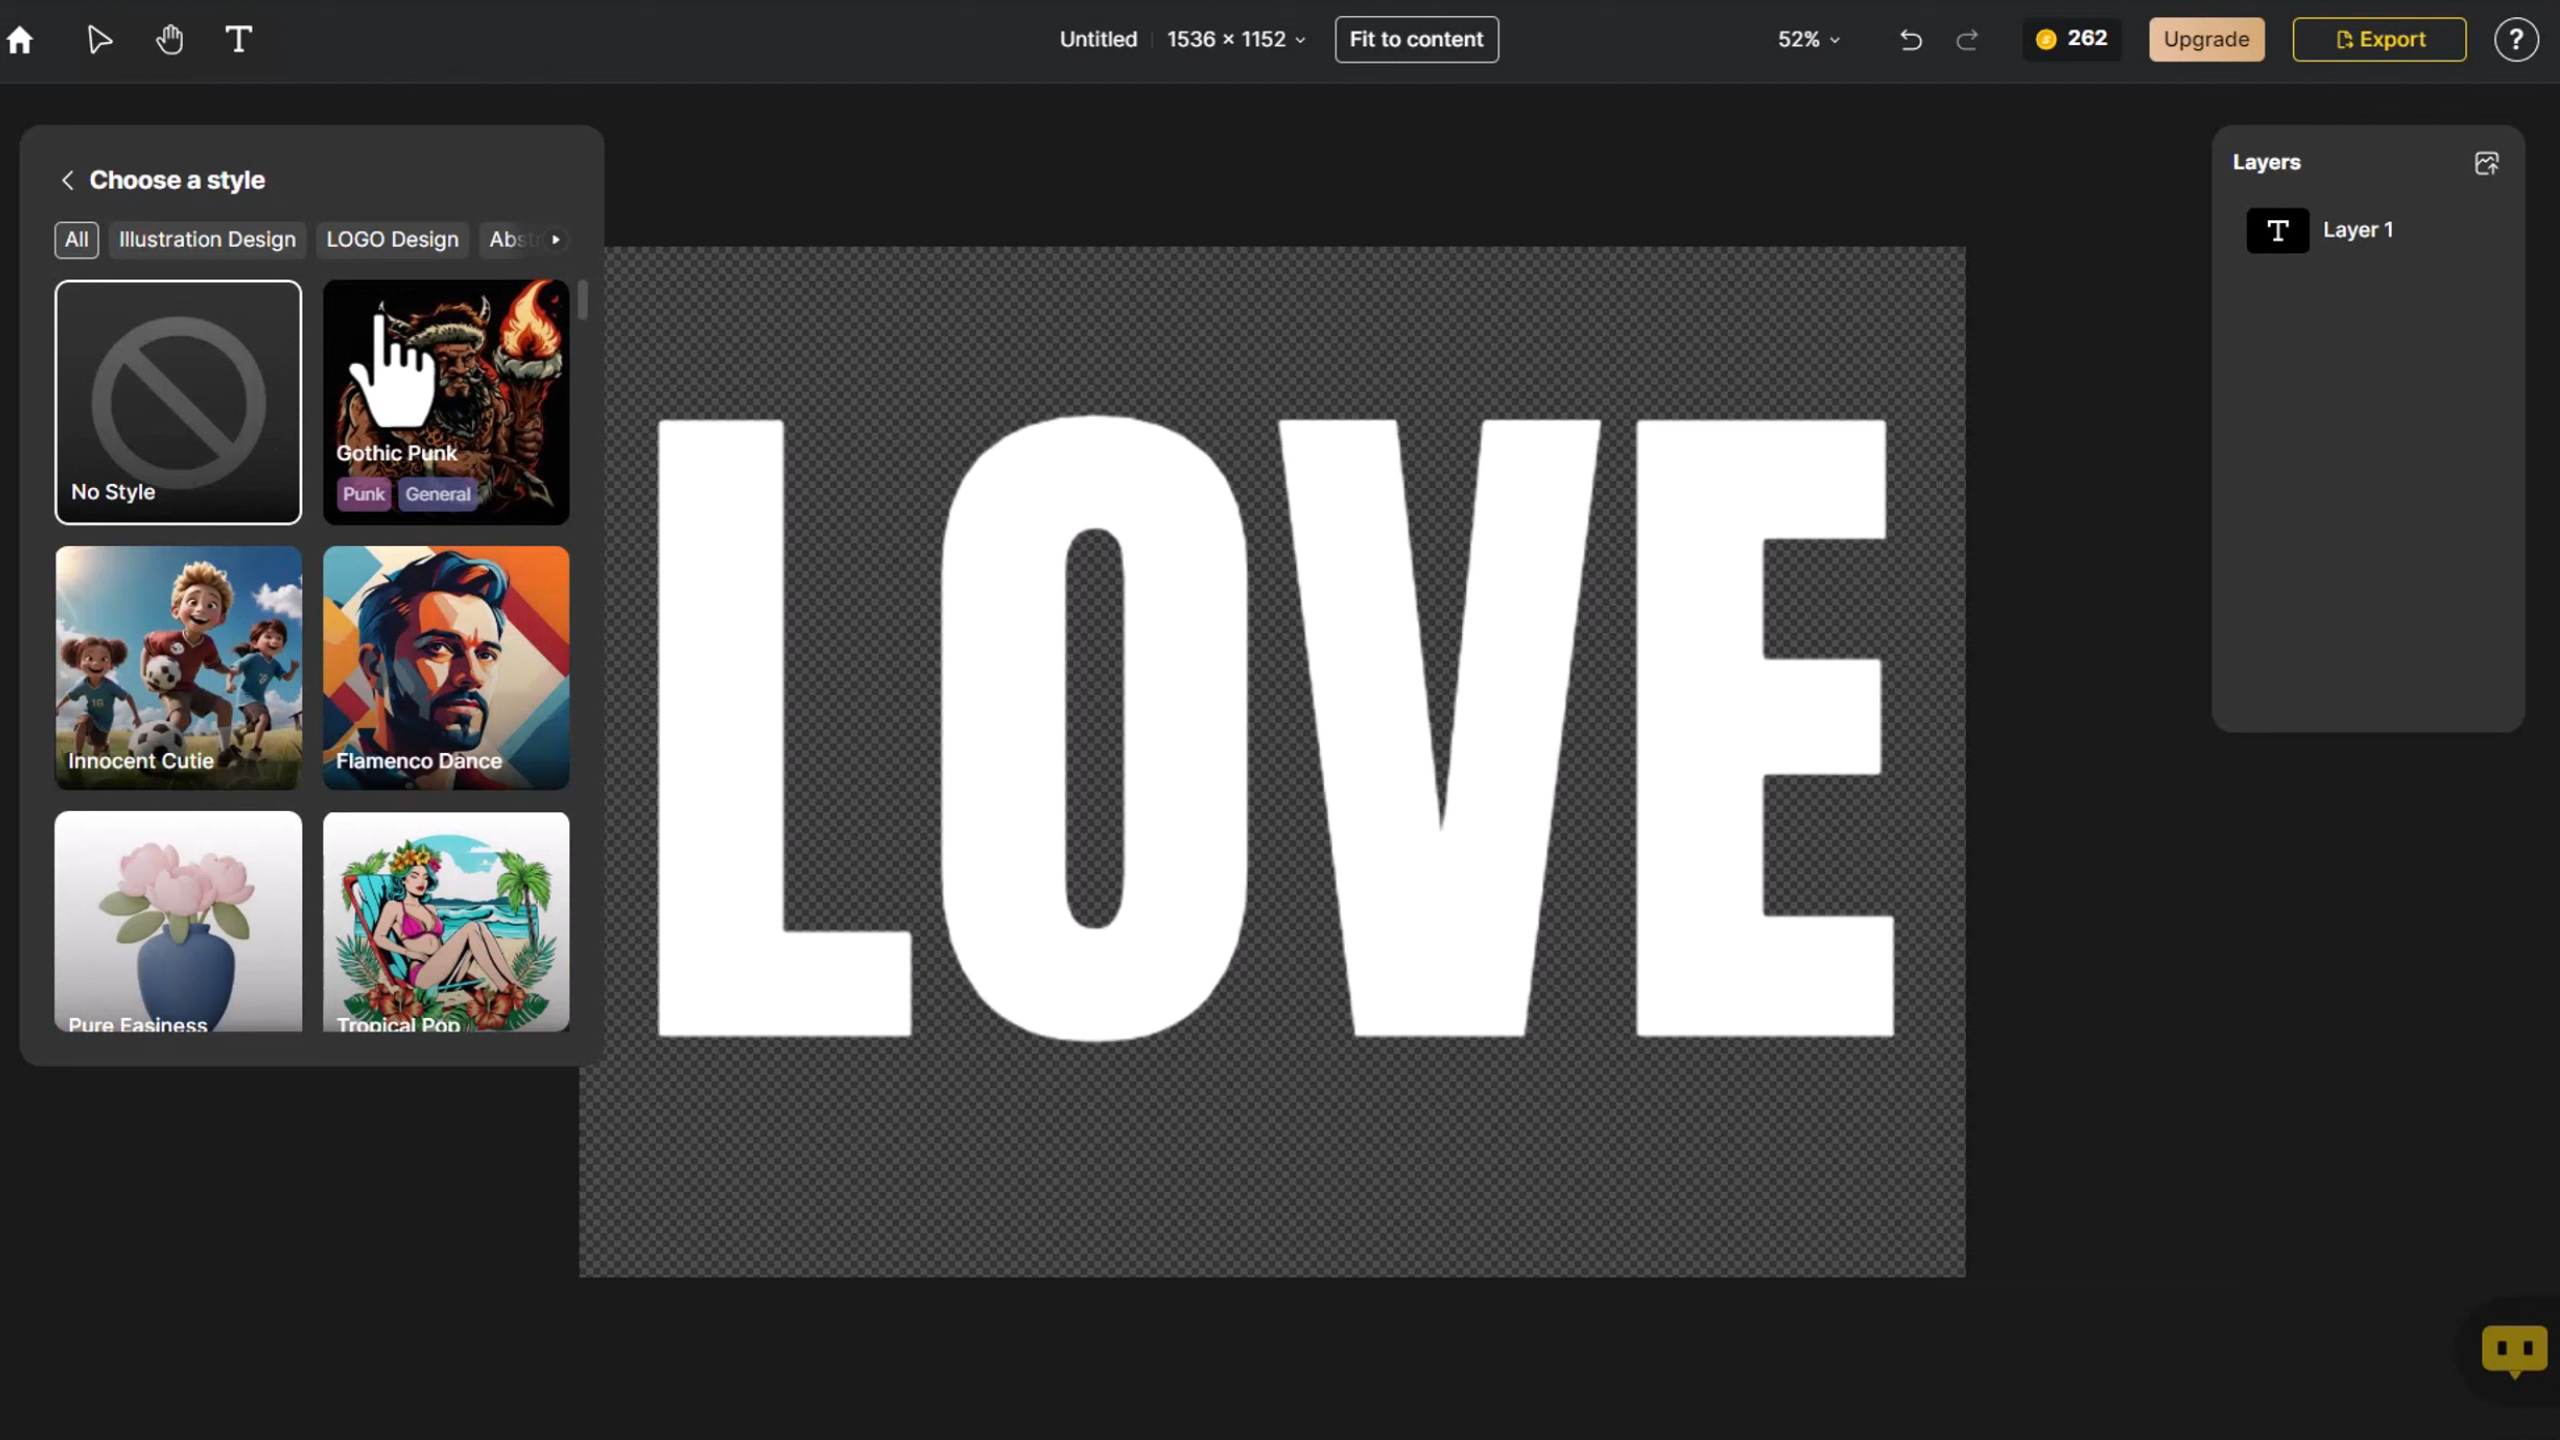 T
Untitled
1536 × 1152
Fit to content
52%
262
Upgrade
Export
?
Choose a style
All
Illustration Design
LOGO Design
Abst
No Style
Gothic Punk
Punk
General
Innocent Cutie
Flamenco Dance
Pure Easiness
Tropical Pop
LOVE
Layers
T
Layer 1